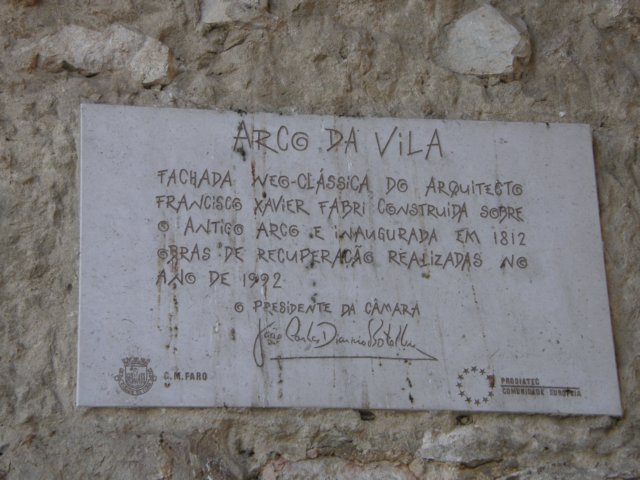 ARCO DA VILA
FACHADA NEO-CLÁSSICA DO ARQUITECTO
FRANCISCO XAVIER FABRI CONSTRUIDA SOBRE
O ANTIGO ARCO E INAUGURADA EM 1812
OBRAS DE RECUPERAÇÃO REALIZADAS NO
ANO DE 1992
O PRESIDENTE DA CÂMARA
C. M. FARO
PRODIATEC
COMUNIDADE EUROPEIA